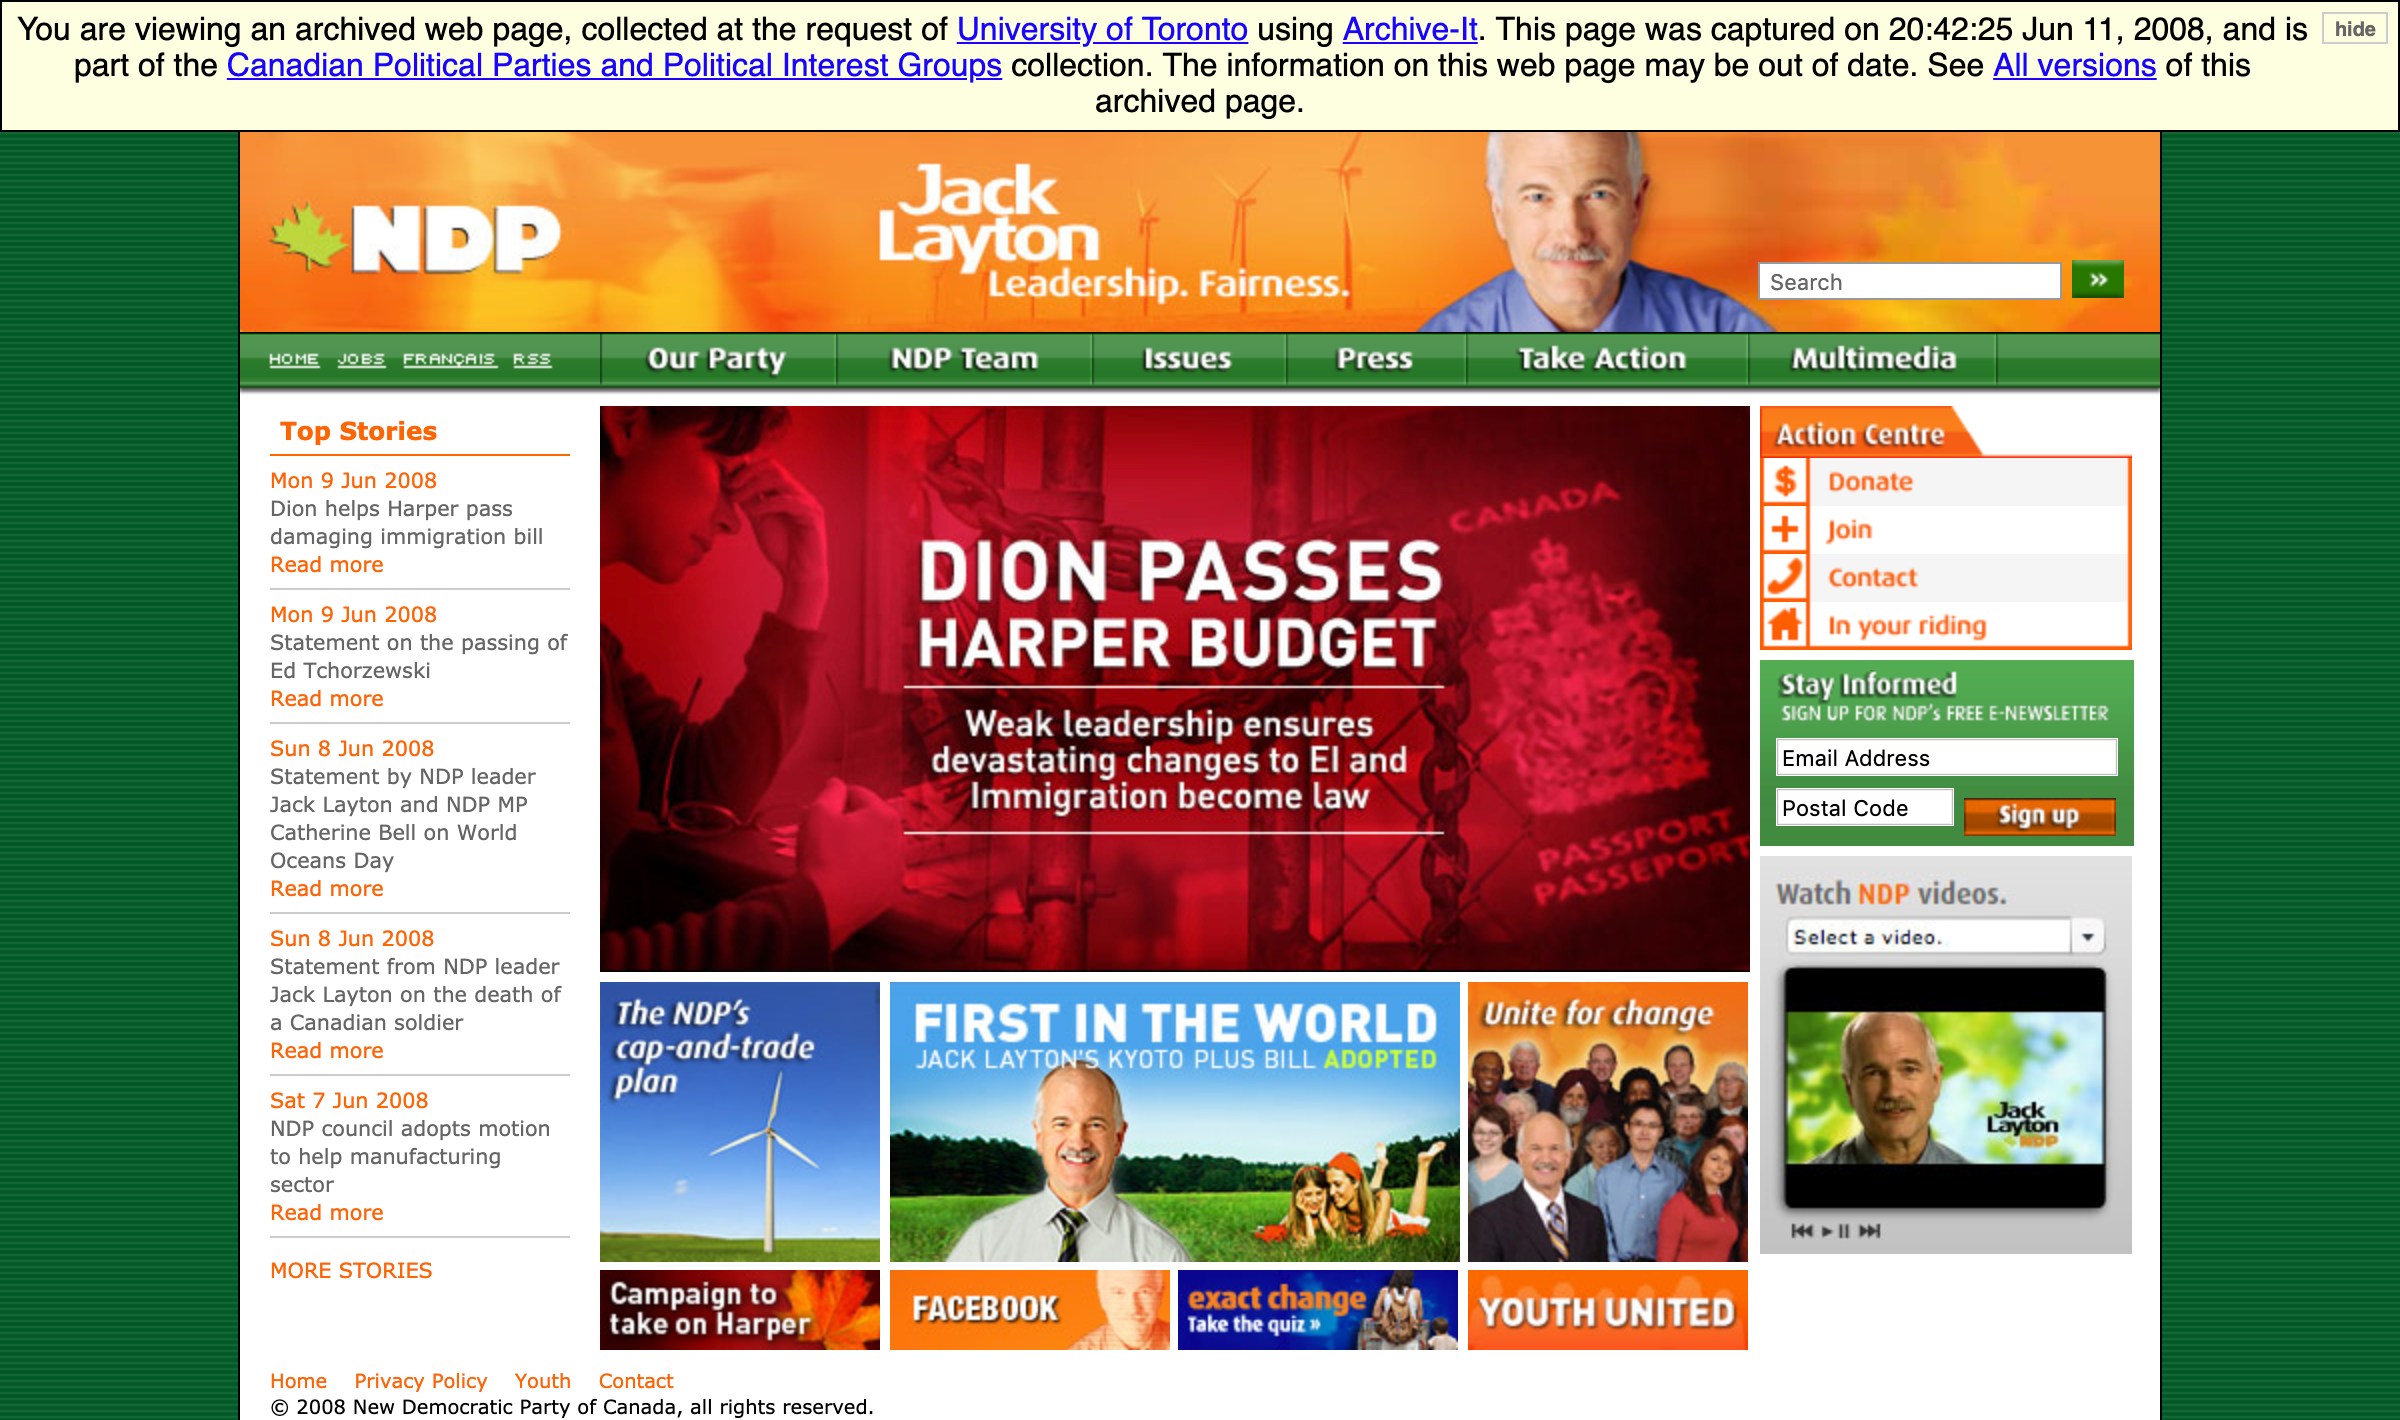 You are viewing an archived web page, collected at the request of University of Toronto using Archive-It. This page was captured on 20:42:25 Jun 11, 2008, and is
part of the Canadian Political Parties and Political Interest Groups collection. The information on this web page may be out of date. See All versions of this
archived page.
hide
NDP
Jack
Layton
Leadership. Fairness.
Search
»
HOME JOBS FRANÇAIS RSS
Our Party
NDP Team
Issues
Press
Take Action
Multimedia
Top Stories
Mon 9 Jun 2008
Dion helps Harper pass
damaging immigration bill
Read more
Mon 9 Jun 2008
Statement on the passing of
Ed Tchorzewski
Read more
Sun 8 Jun 2008
Statement by NDP leader
Jack Layton and NDP MP
Catherine Bell on World
Oceans Day
Read more
Sun 8 Jun 2008
Statement from NDP leader
Jack Layton on the death of
a Canadian soldier
Read more
Sat 7 Jun 2008
NDP council adopts motion
to help manufacturing
sector
Read more
MORE STORIES
CANADA
DION PASSES
HARPER BUDGET
Weak leadership ensures
devastating changes to EI and
Immigration become law
PASSPORT
PASSEPORT
The NDP's
cap-and-trade
plan
FIRST IN THE WORLD
JACK LAYTON'S KYOTO PLUS BILL ADOPTED
Unite for change
Campaign to
take on Harper
FACEBOOK
exact change
Take the quiz »
YOUTH UNITED
Action Centre
$ Donate
+ Join
Contact
In your riding
Stay Informed
SIGN UP FOR NDP's FREE E-NEWSLETTER
Email Address
Postal Code
Sign up
Watch NDP videos.
Select a video.
Jack
Layton
NDP
Home Privacy Policy Youth Contact
© 2008 New Democratic Party of Canada, all rights reserved.